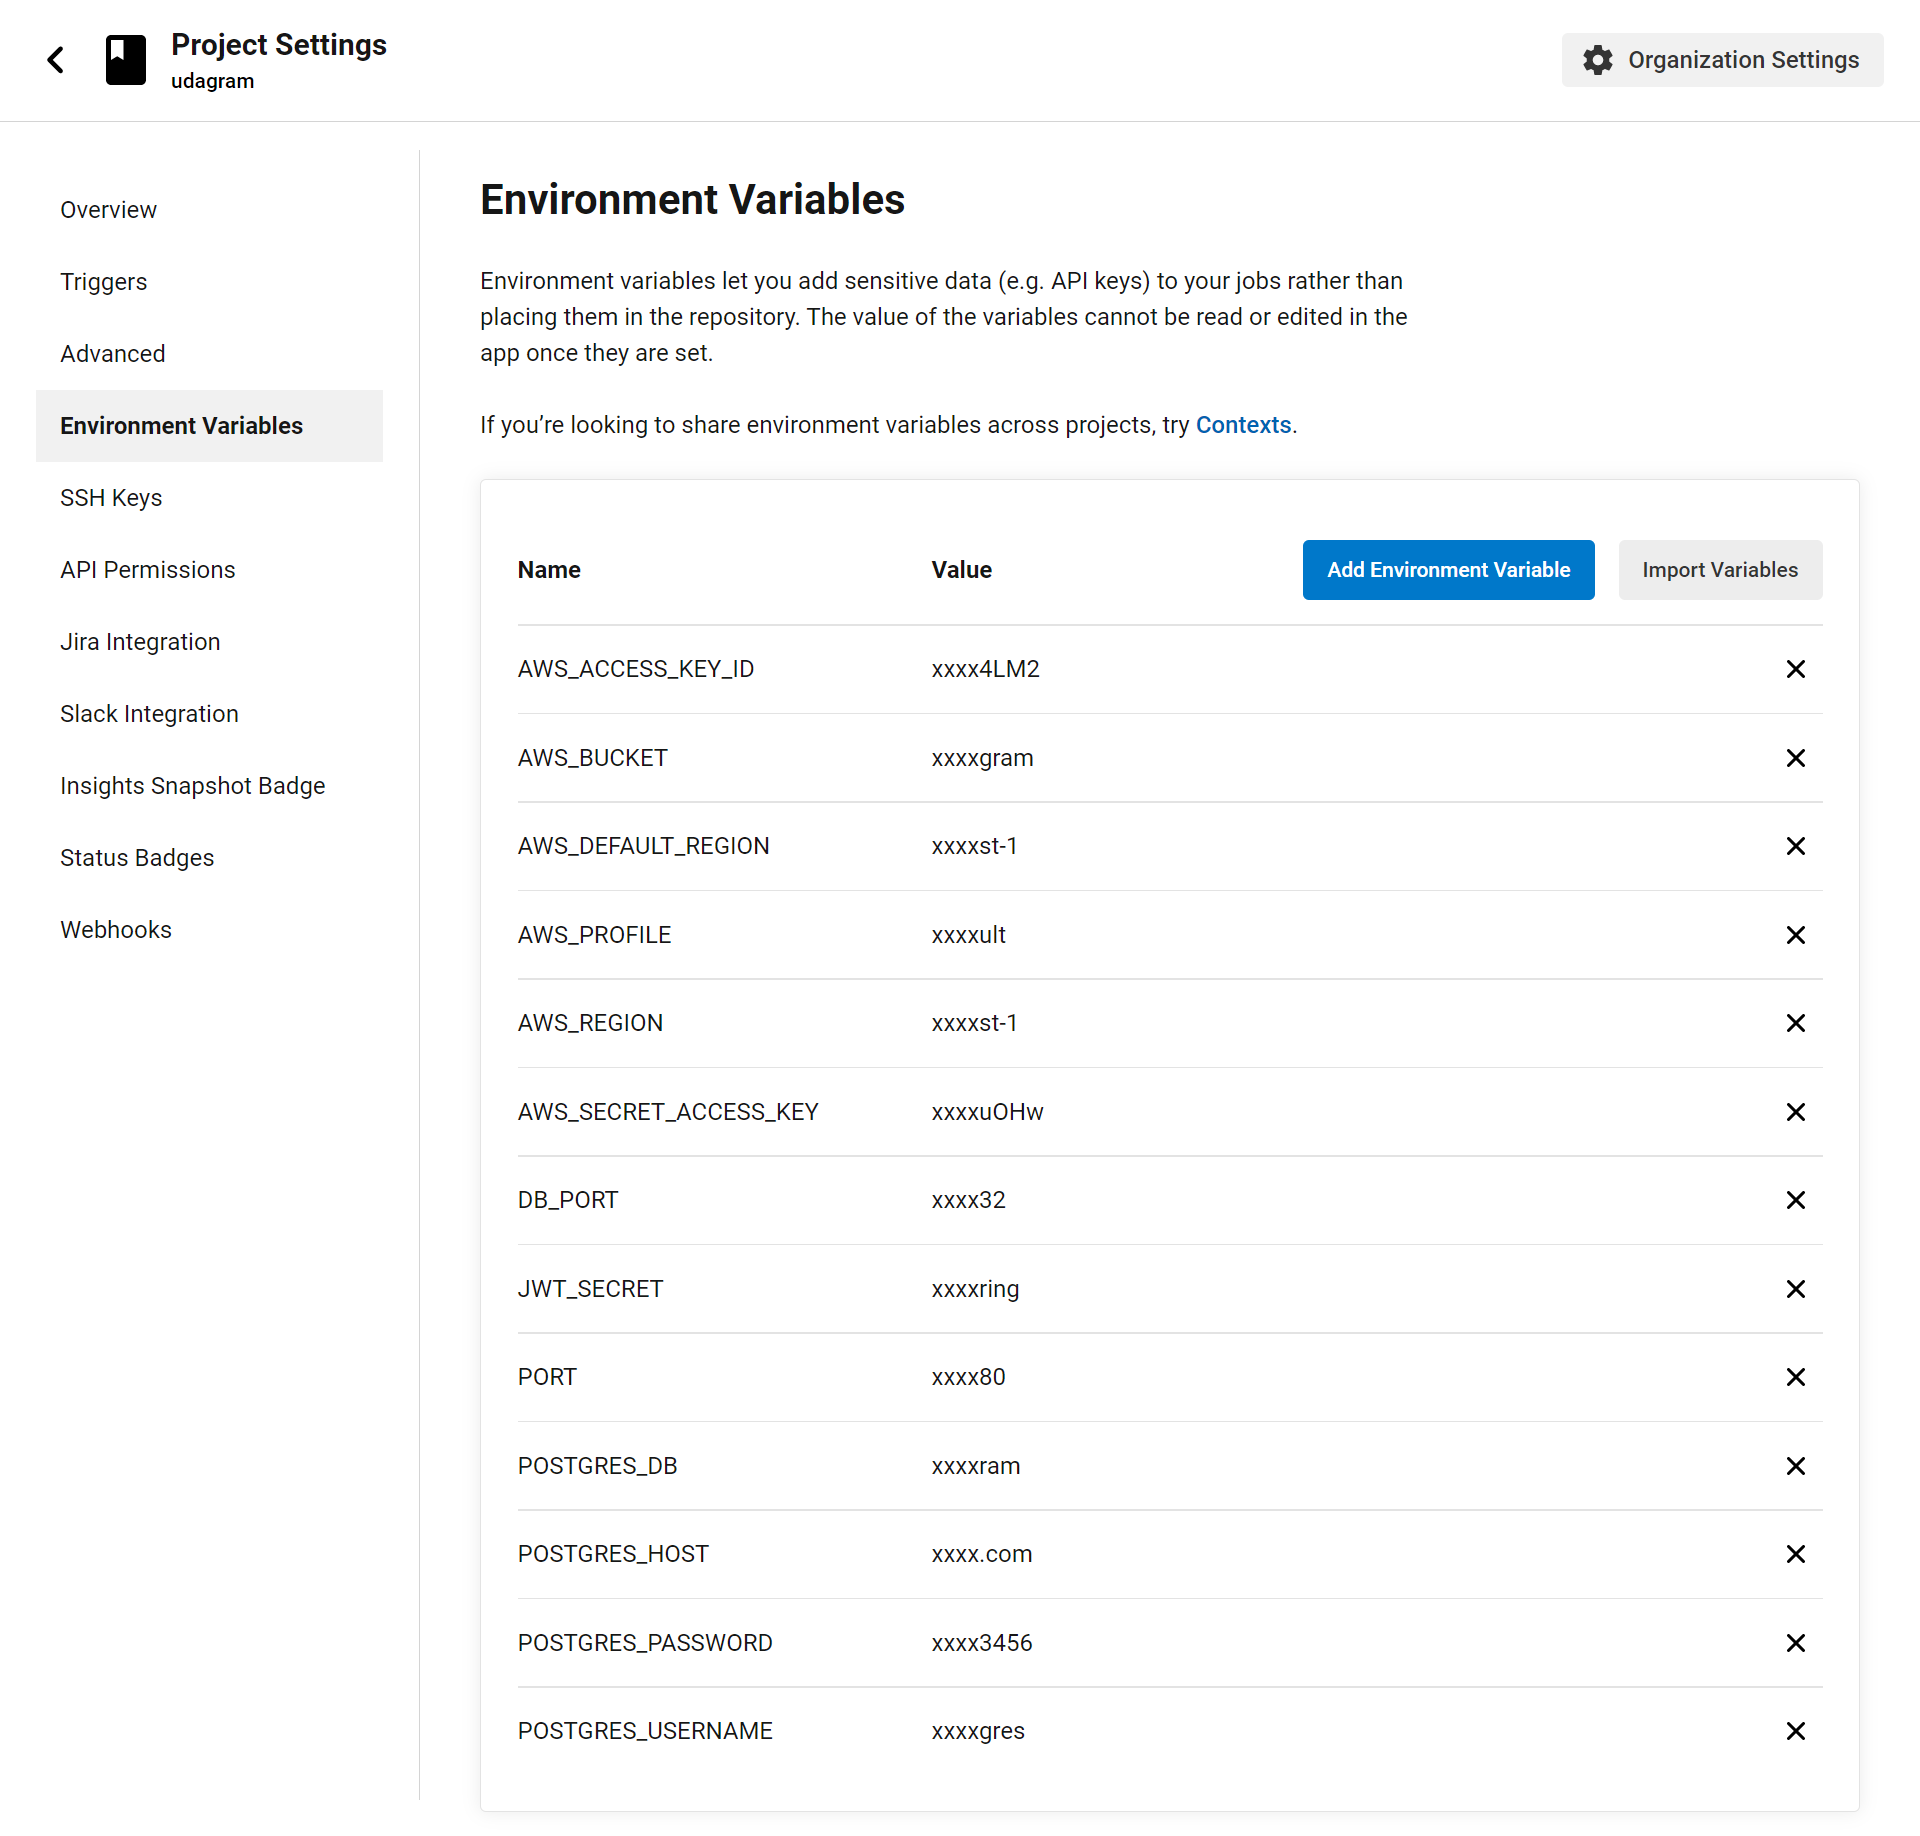 Project Settings
udagram
Organization Settings
Overview
Triggers
Advanced
Environment Variables
SSH Keys
API Permissions
Jira Integration
Slack Integration
Insights Snapshot Badge
Status Badges
Webhooks
Environment Variables
Environment variables let you add sensitive data (e.g. API keys) to your jobs rather than
placing them in the repository. The value of the variables cannot be read or edited in the
app once they are set.
If you’re looking to share environment variables across projects, try Contexts.
Name Value Add Environment Variable Import Variables
AWS_ACCESS_KEY_ID xxxx4LM2
AWS_BUCKET xxxxgram
AWS_DEFAULT_REGION xxxxst-1
AWS_PROFILE xxxxult
AWS_REGION xxxxst-1
AWS_SECRET_ACCESS_KEY xxxxuOHw
DB_PORT xxxx32
JWT_SECRET xxxxring
PORT xxxx80
POSTGRES_DB xxxxram
POSTGRES_HOST xxxx.com
POSTGRES_PASSWORD xxxx3456
POSTGRES_USERNAME xxxxgres